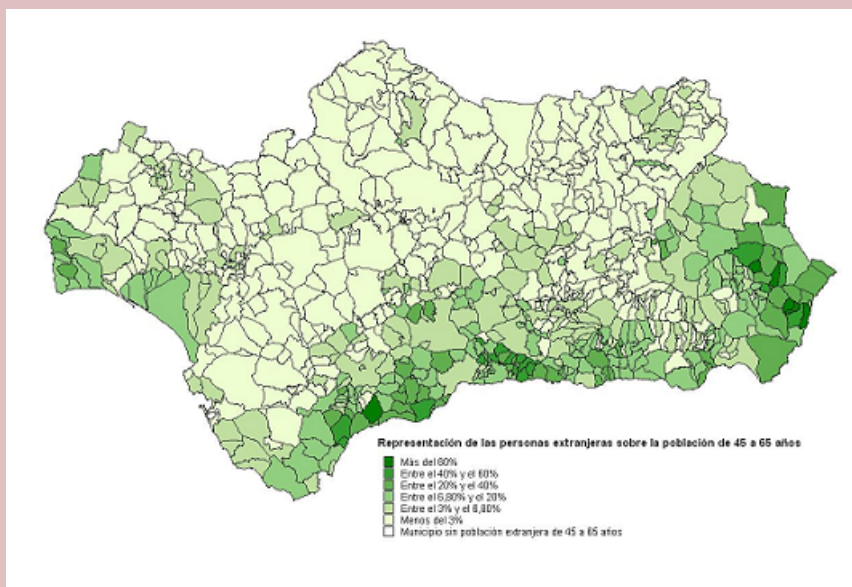 Representación de las personas extranjeras sobre la población de 45 a 65 años
Más del 60%
Entre el 40% y el 60%
Entre el 20% y el 40%
Entre el 6,80% y el 20%
Entre el 3% y el 6,80%
Menos del 3%
Municipio sin población extranjera de 45 a 65 años